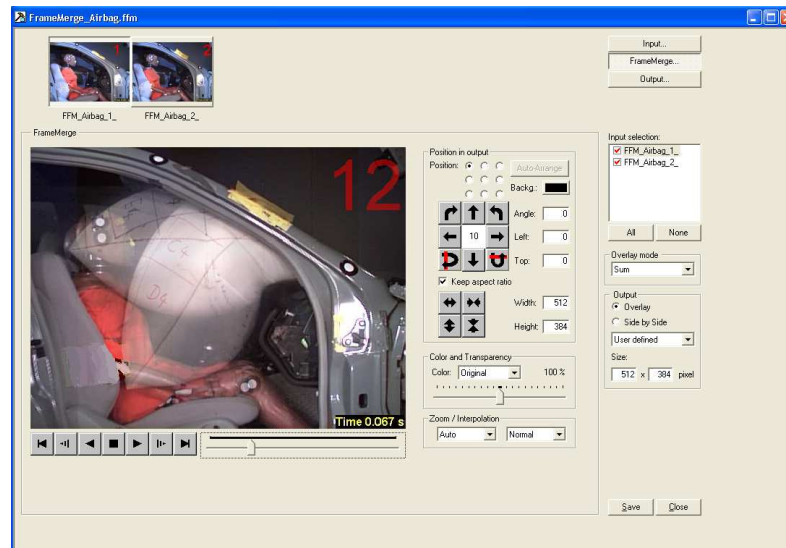 FrameMerge_Airbag.ffm
1
2
FFM_Airbag_1_
FFM_Airbag_2_
Input...
FrameMerge...
Output...
FrameMerge
12
C4
D4
Time 0.067 s
Position in output
Position:
Auto-Arrange
Backg.:
Angle: 0
10
Left: 0
Top: 0
Keep aspect ratio
Width: 512
Height: 384
Color and Transparency
Color: Original 100 %
Zoom / Interpolation
Auto Normal
Input selection:
FFM_Airbag_1_
FFM_Airbag_2_
All None
Overlay mode
Sum
Output
Overlay
Side by Side
User defined
Size:
512 x 384 pixel
Save Close